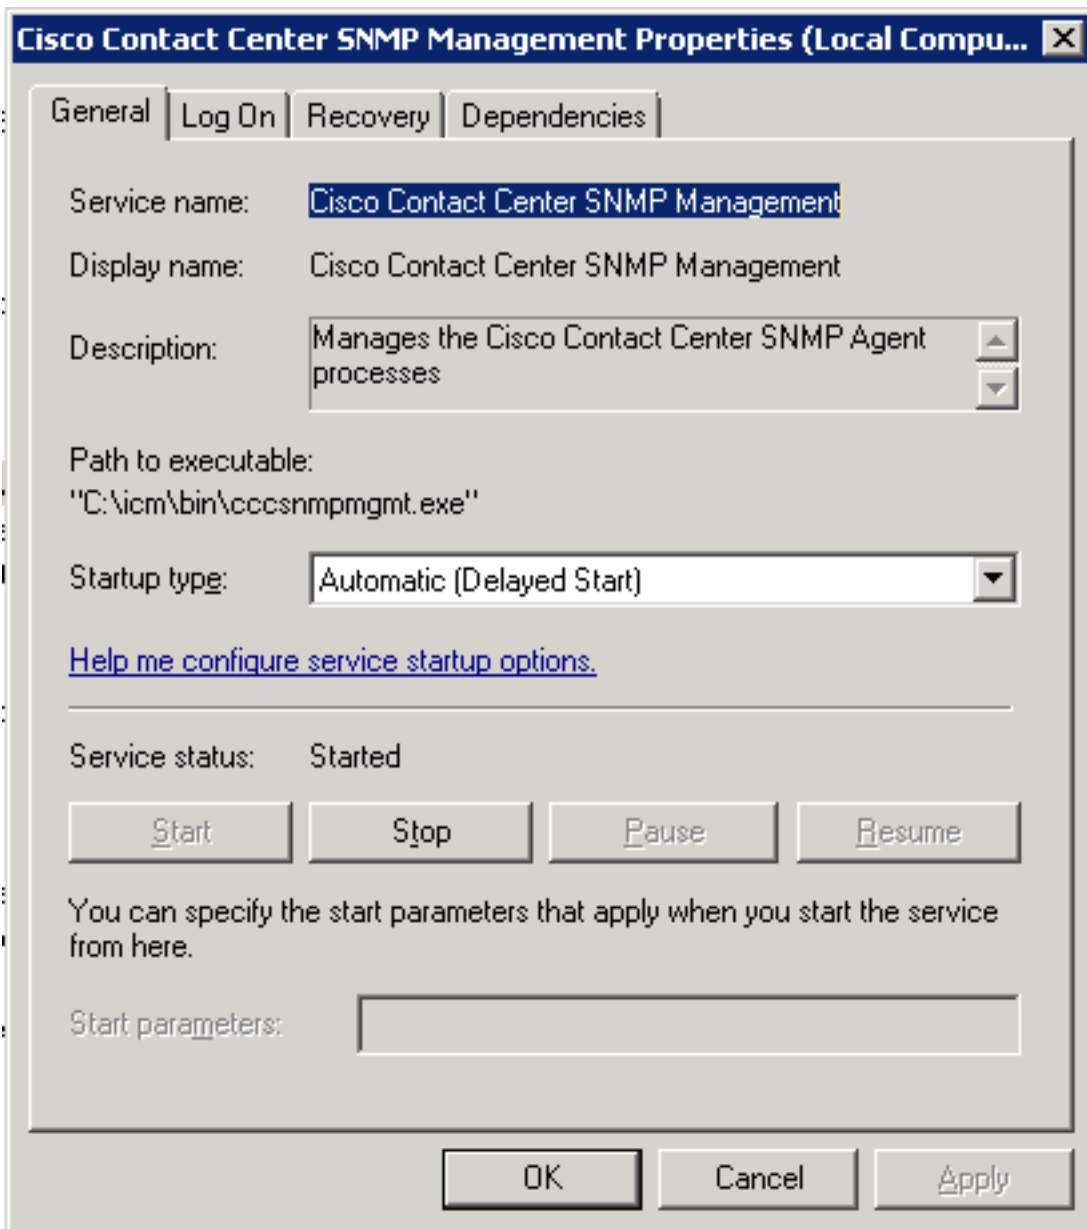 Cisco Contact Center SNMP Management Properties (Local Compu...
General Log On Recovery Dependencies
Service name: Cisco Contact Center SNMP Management
Display name: Cisco Contact Center SNMP Management
Description: Manages the Cisco Contact Center SNMP Agent
processes
Path to executable:
"C:\icm\bin\cccsnmpmgmt.exe"
Startup type: Automatic (Delayed Start)
Help me configure service startup options.
Service status: Started
Start Stop Pause Resume
You can specify the start parameters that apply when you start the service
from here.
Start parameters:
OK Cancel Apply